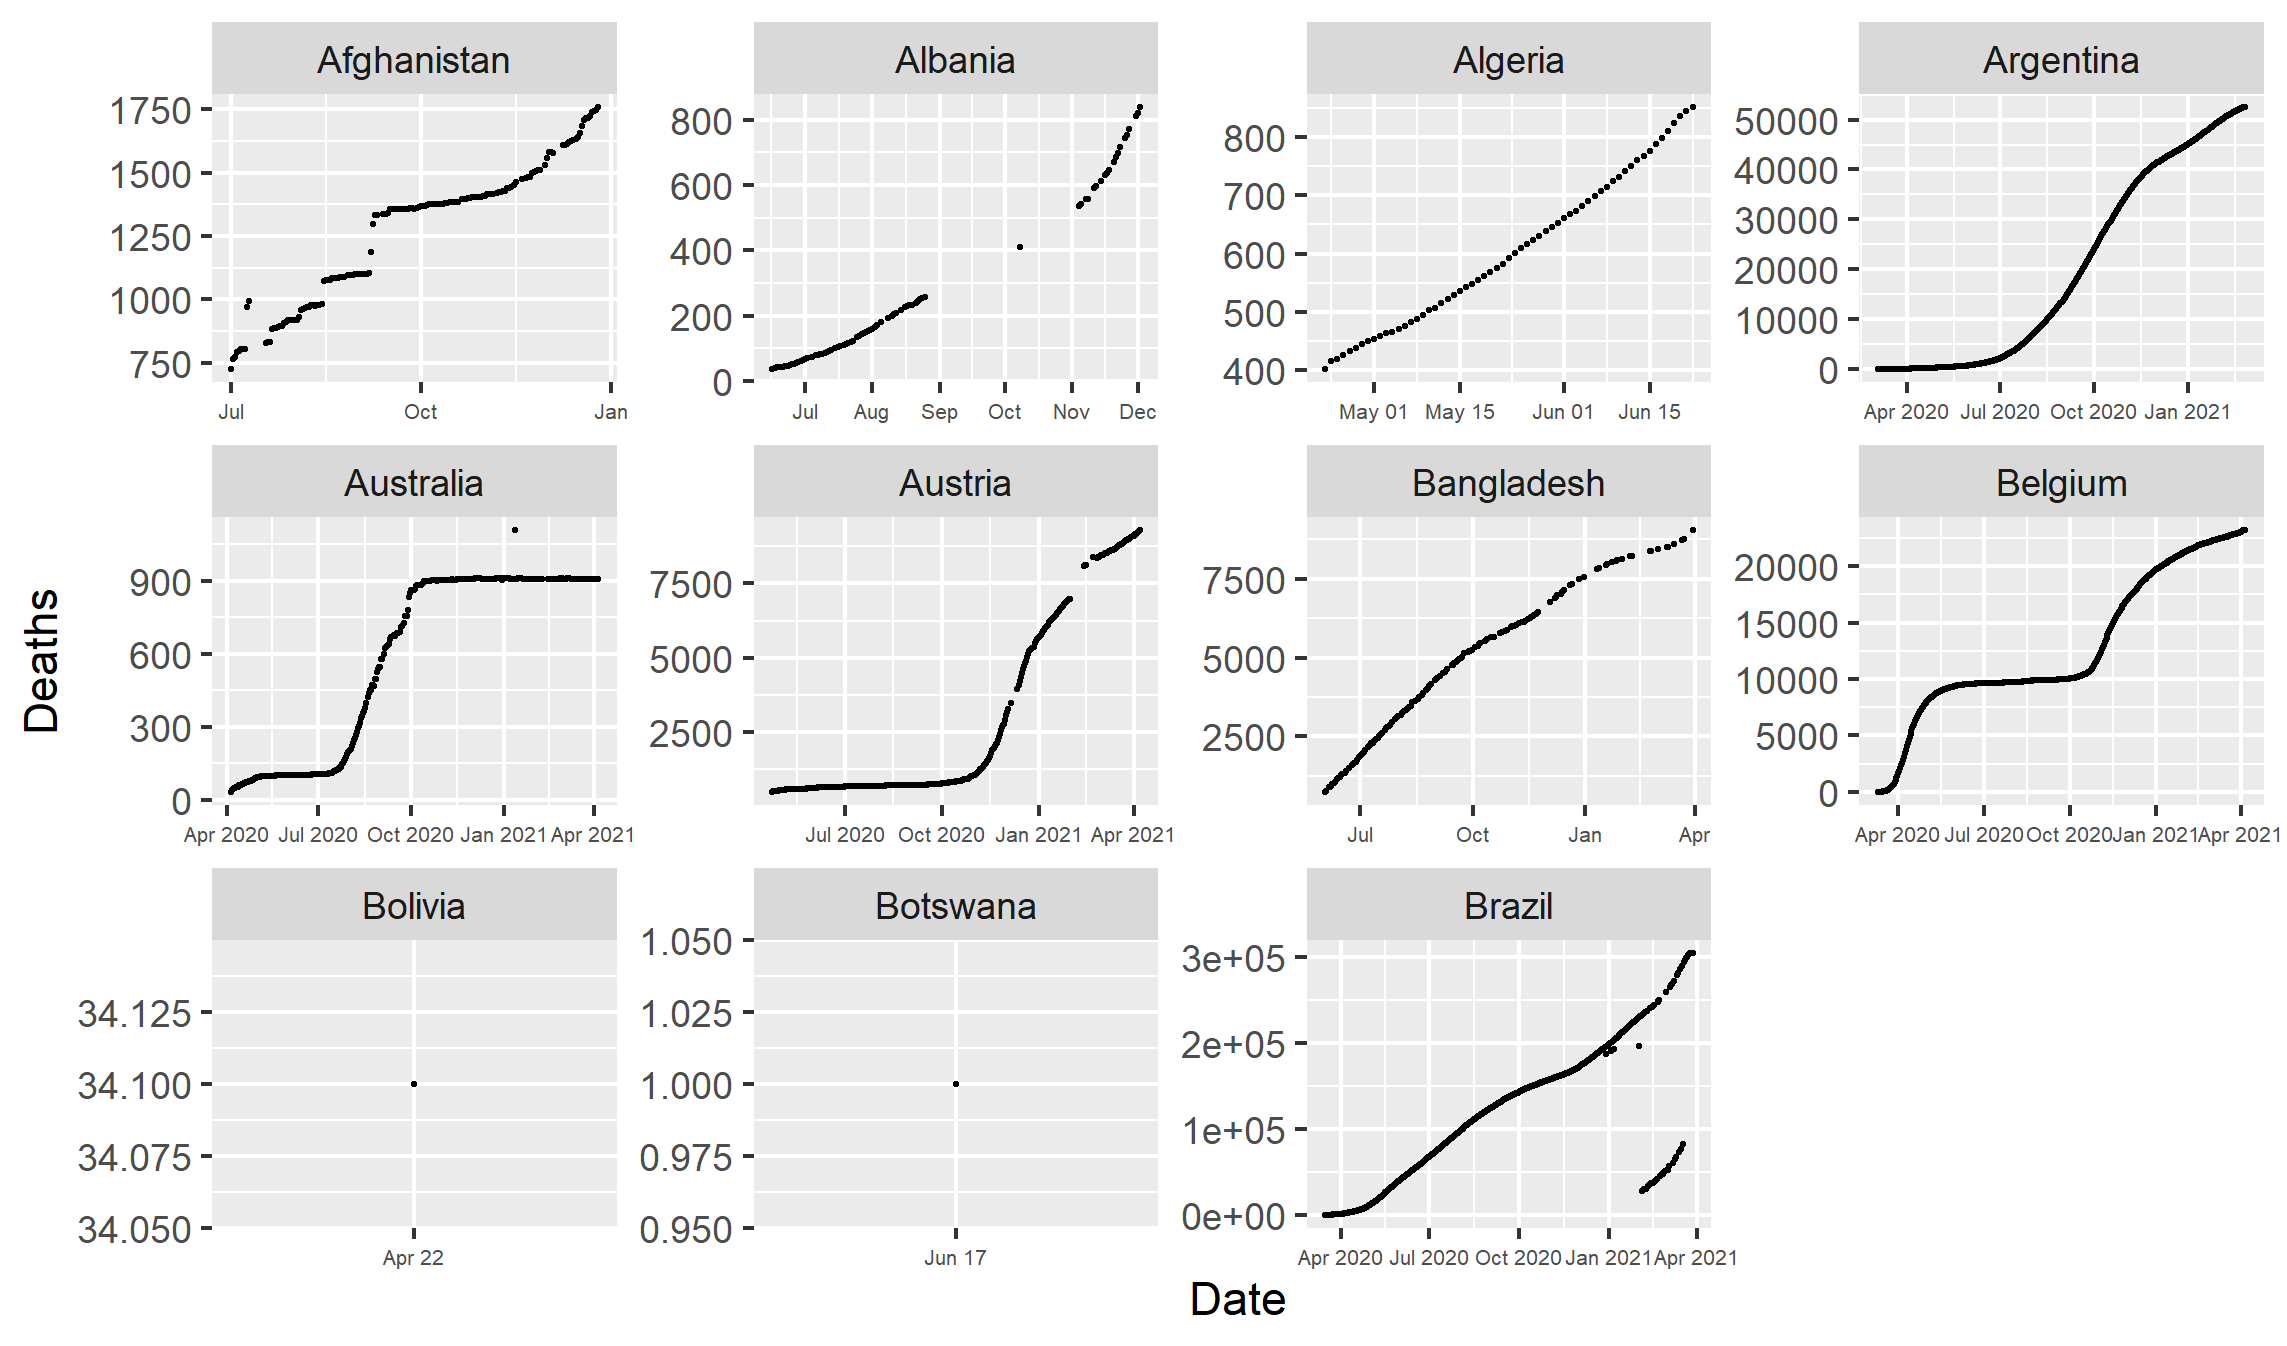 Afghanistan Albania Algeria Argentina
1750
1500
1250
1000
750
Jul Oct Jan
800
600
400
200
0
Jul Aug Sep Oct Nov Dec
800
700
600
500
400
May 01 May 15 Jun 01 Jun 15
50000
40000
30000
20000
10000
0
Apr 2020 Jul 2020 Oct 2020 Jan 2021
Deaths
Australia Austria Bangladesh Belgium
900
600
300
0
Apr 2020 Jul 2020 Oct 2020 Jan 2021 Apr 2021
7500
5000
2500
Jul 2020 Oct 2020 Jan 2021 Apr 2021
7500
5000
2500
Jul Oct Jan Apr
20000
15000
10000
5000
0
Apr 2020 Jul 2020 Oct 2020 Jan 2021 Apr 2021
Bolivia Botswana Brazil
34.125
34.100
34.075
34.050
Apr 22
1.050
1.025
1.000
0.975
0.950
Jun 17
3e+05
2e+05
1e+05
0e+00
Apr 2020 Jul 2020 Oct 2020 Jan 2021 Apr 2021
Date